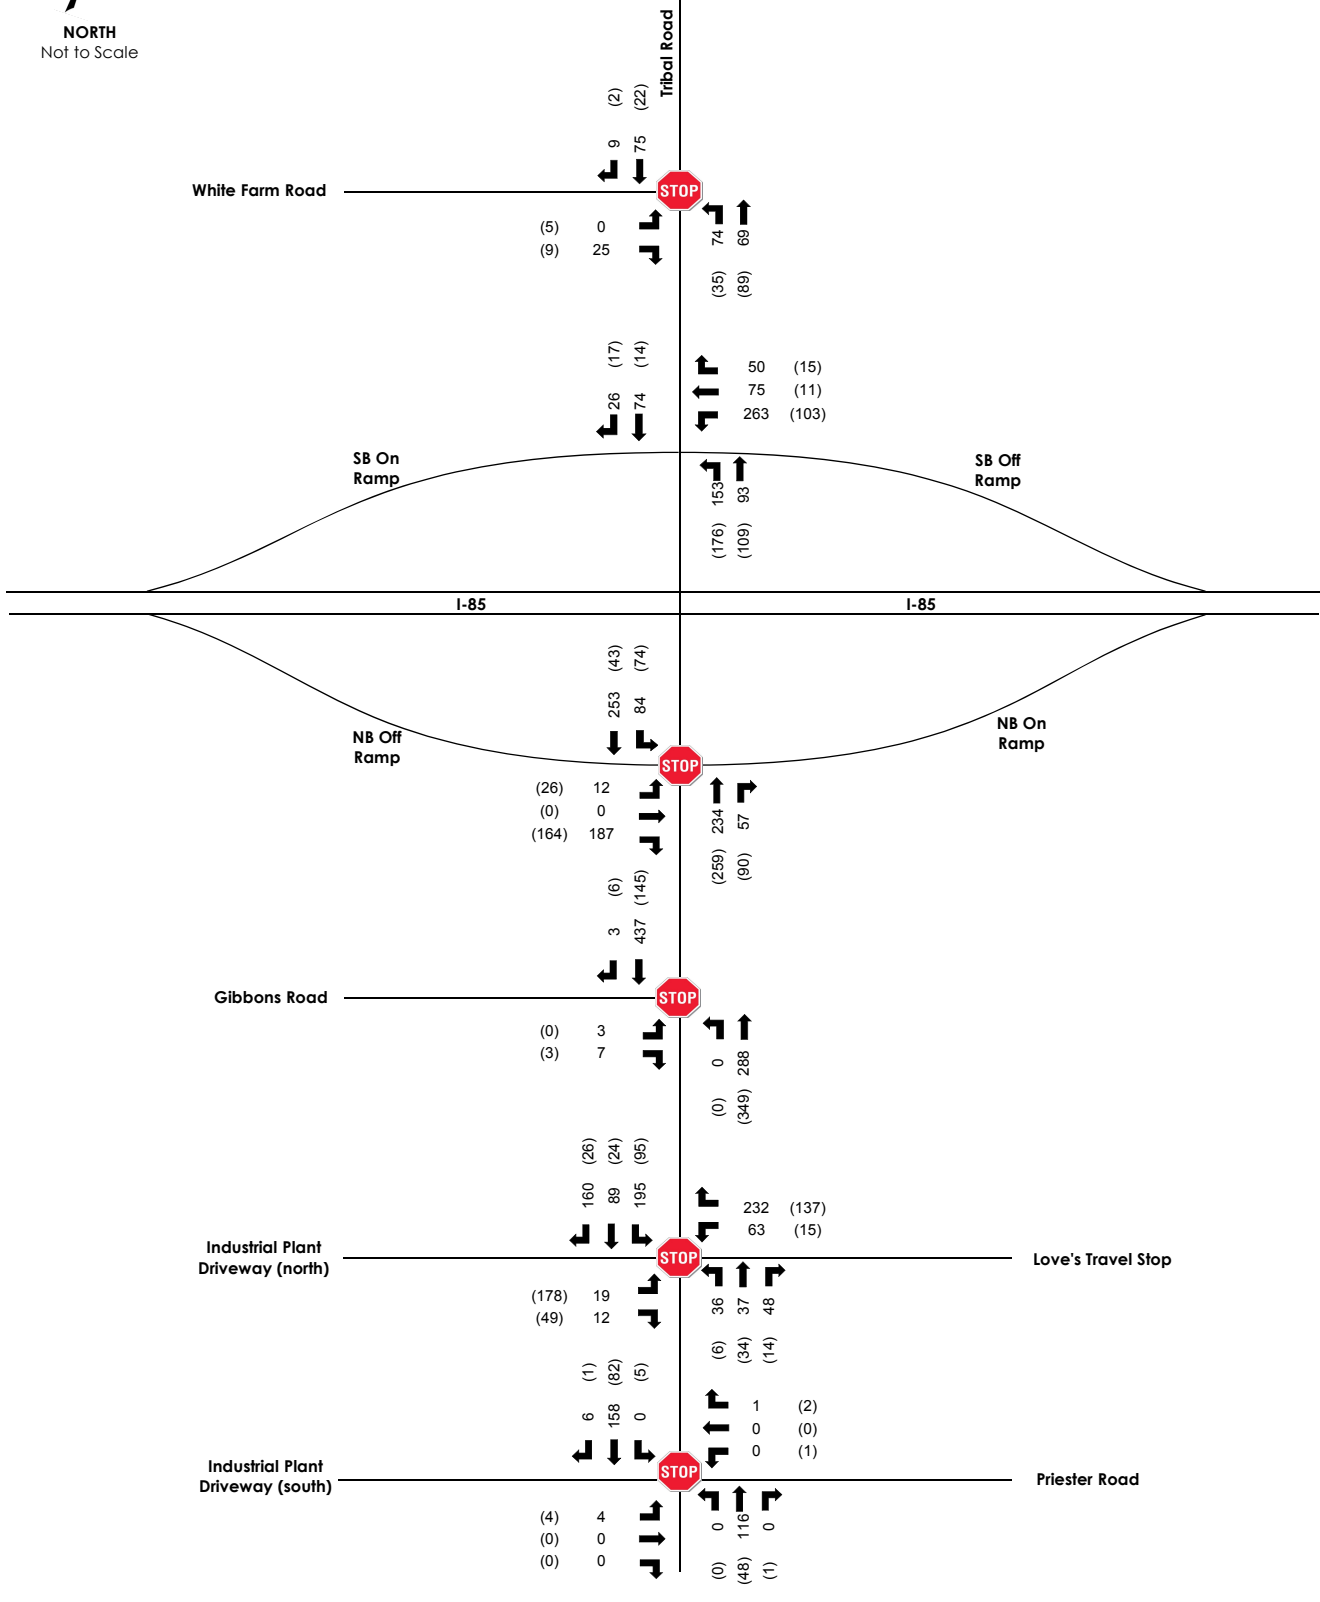 NORTH
Not to Scale
Tribal Road
(2) (22)
9 75
White Farm Road
STOP
(5) 0
(9) 25
74 69
(35) (89)
(17) (14)
26 74
50 (15)
75 (11)
263 (103)
SB On
Ramp
SB Off
Ramp
153 93
(176) (109)
I-85 I-85
(43) (74)
253 84
NB Off
Ramp
NB On
Ramp
STOP
(26) 12
(0) 0
(164) 187
234 57
(259) (90)
(6) (145)
3 437
Gibbons Road
STOP
(0) 3
(3) 7
0 288
(0) (349)
(26) (24) (95)
160 89 195
232 (137)
63 (15)
Industrial Plant
Driveway (north)
STOP
Love's Travel Stop
(178) 19
(49) 12
36 37 48
(6) (34) (14)
(1) (82) (5)
6 158 0
1 (2)
0 (0)
0 (1)
Industrial Plant
Driveway (south)
STOP
Priester Road
(4) 4
(0) 0
(0) 0
0 116 0
(0) (48) (1)